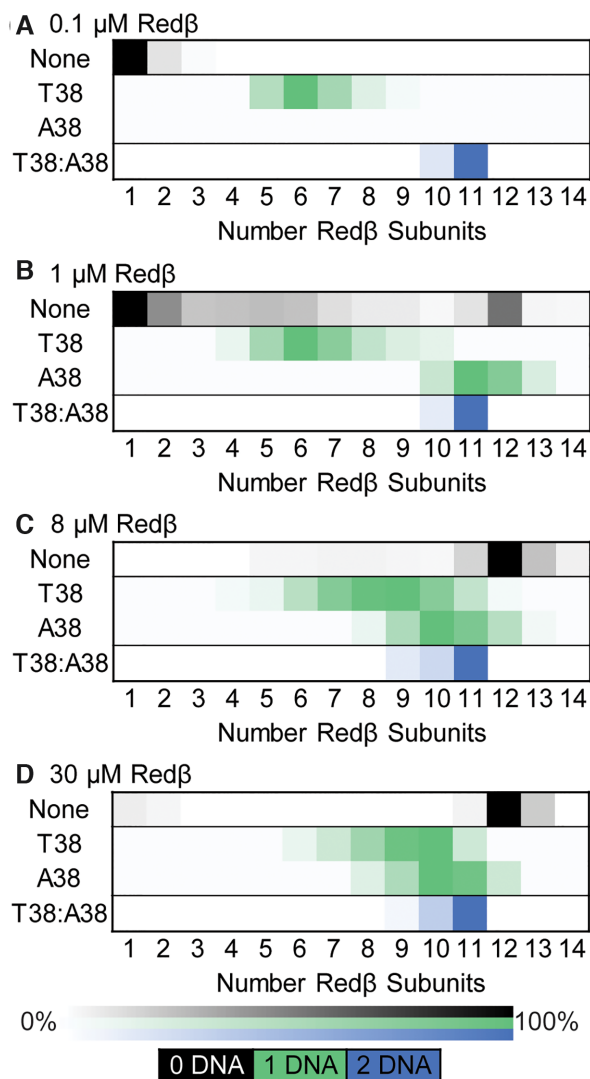 A 0.1 µM Redβ
None
T38
A38
T38:A38
1 2 3 4 5 6 7 8 9 10 11 12 13 14
Number Redβ Subunits
B 1 µM Redβ
None
T38
A38
T38:A38
1 2 3 4 5 6 7 8 9 10 11 12 13 14
Number Redβ Subunits
C 8 µM Redβ
None
T38
A38
T38:A38
1 2 3 4 5 6 7 8 9 10 11 12 13 14
Number Redβ Subunits
D 30 µM Redβ
None
T38
A38
T38:A38
1 2 3 4 5 6 7 8 9 10 11 12 13 14
Number Redβ Subunits
0% 100%
0 DNA 1 DNA 2 DNA